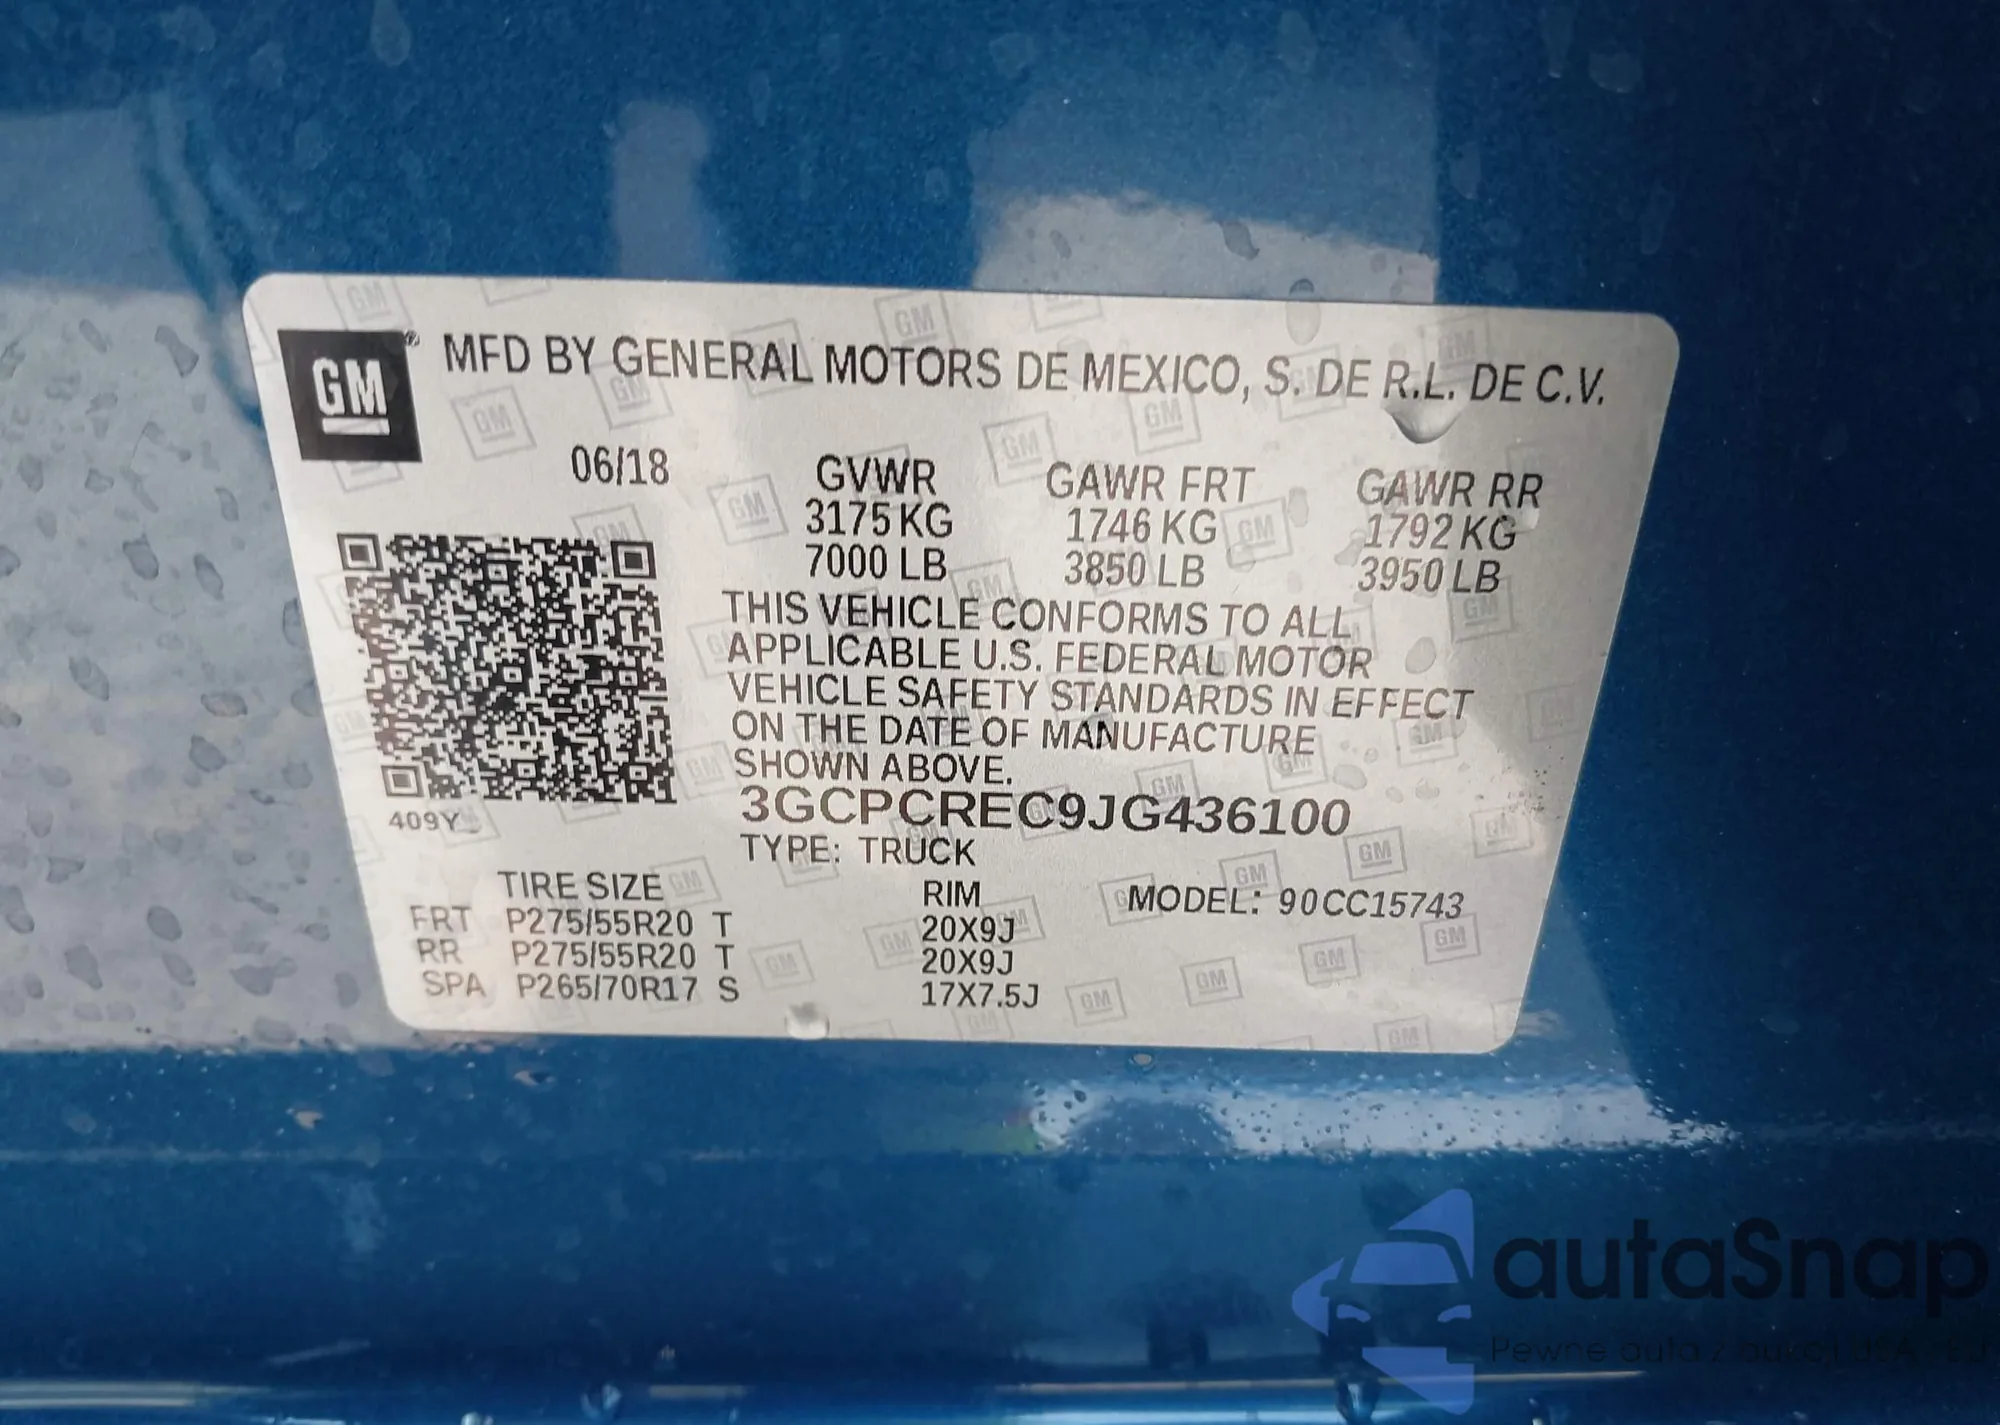 GM
MFD BY GENERAL MOTORS DE MEXICO, S. DE R.L. DE C.V.
06/18
GVWR GAWR FRT GAWR RR
3175 KG 1746 KG 1792 KG
7000 LB 3850 LB 3950 LB
THIS VEHICLE CONFORMS TO ALL
APPLICABLE U.S. FEDERAL MOTOR
VEHICLE SAFETY STANDARDS IN EFFECT
ON THE DATE OF MANUFACTURE
SHOWN ABOVE.
3GCPCREC9JG436100
409Y
TYPE: TRUCK
TIRE SIZE RIM MODEL: 90CC15743
FRT P275/55R20 T 20X9J
RR P275/55R20 T 20X9J
SPA P265/70R17 S 17X7.5J
autaSnap
Pewne auta z aukcji